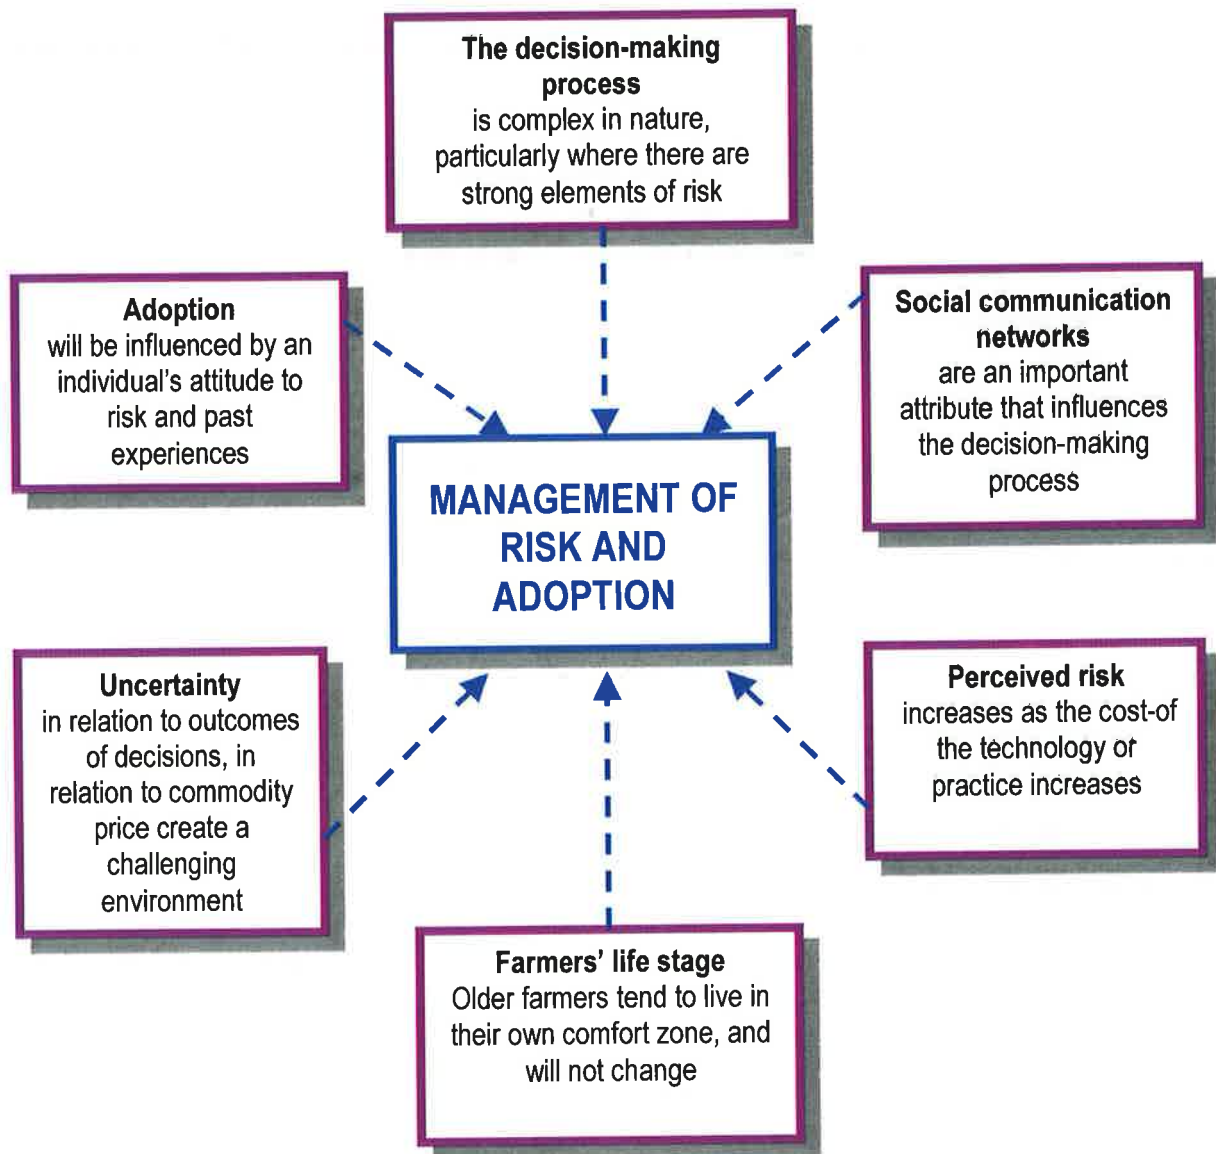 The decision-making
process
is complex in nature,
particularly where there are
strong elements of risk
Adoption
will be influenced by an
individual's attitude to
risk and past
experiences
Social communication
networks
are an important
attribute that influences
the decision-making
process
MANAGEMENT OF
RISK AND
ADOPTION
Uncertainty
in relation to outcomes
of decisions, in
relation to commodity
price create a
challenging
environment
Perceived risk
increases as the cost-of
the technology or
practice increases
Farmers' life stage
Older farmers tend to live in
their own comfort zone, and
will not change